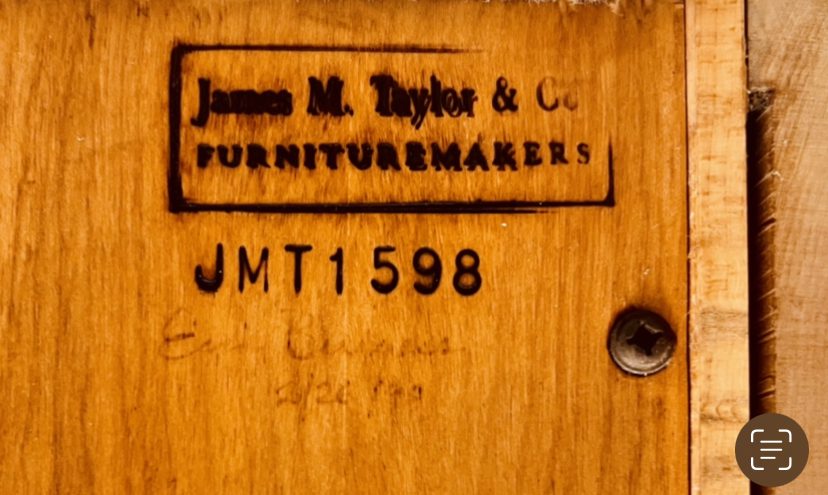 James M. Taylor & Co
FURNITUREMAKERS
JMT1598